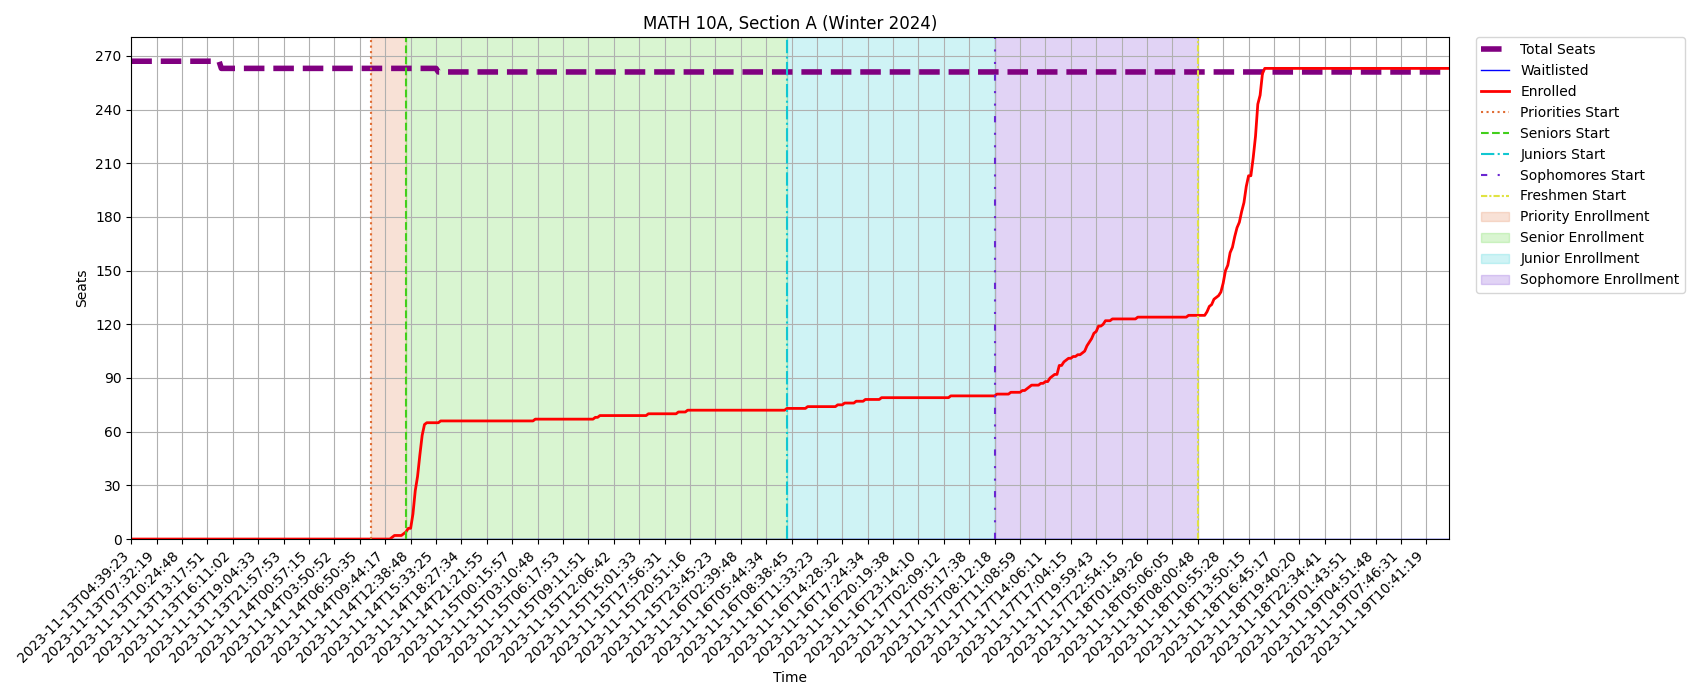 MATH 10A, Section A (Winter 2024)
270
240
210
180
150
120
90
60
30
0
Seats
2023-11-13T04:39:23
2023-11-13T07:32:19
2023-11-13T10:24:48
2023-11-13T13:17:51
2023-11-13T16:11:02
2023-11-13T19:04:33
2023-11-13T21:57:53
2023-11-14T00:57:15
2023-11-14T03:50:52
2023-11-14T06:50:35
2023-11-14T09:44:17
2023-11-14T12:38:48
2023-11-14T15:33:25
2023-11-14T18:27:34
2023-11-14T21:21:55
2023-11-15T00:15:57
2023-11-15T03:10:48
2023-11-15T06:17:53
2023-11-15T09:11:51
2023-11-15T12:06:42
2023-11-15T15:01:33
2023-11-15T17:56:31
2023-11-15T20:51:16
2023-11-15T23:45:23
2023-11-16T02:39:48
2023-11-16T05:44:34
2023-11-16T08:38:45
2023-11-16T11:33:23
2023-11-16T14:28:32
2023-11-16T17:24:34
2023-11-16T20:19:38
2023-11-16T23:14:10
2023-11-17T02:09:12
2023-11-17T05:17:38
2023-11-17T08:12:18
2023-11-17T11:08:59
2023-11-17T14:06:11
2023-11-17T17:04:15
2023-11-17T19:59:43
2023-11-17T22:54:15
2023-11-18T01:49:26
2023-11-18T05:06:05
2023-11-18T08:00:48
2023-11-18T10:55:28
2023-11-18T13:50:15
2023-11-18T16:45:17
2023-11-18T19:40:20
2023-11-18T22:34:41
2023-11-19T01:43:51
2023-11-19T04:51:48
2023-11-19T07:46:31
2023-11-19T10:41:19
Time
Total Seats
Waitlisted
Enrolled
Priorities Start
Seniors Start
Juniors Start
Sophomores Start
Freshmen Start
Priority Enrollment
Senior Enrollment
Junior Enrollment
Sophomore Enrollment